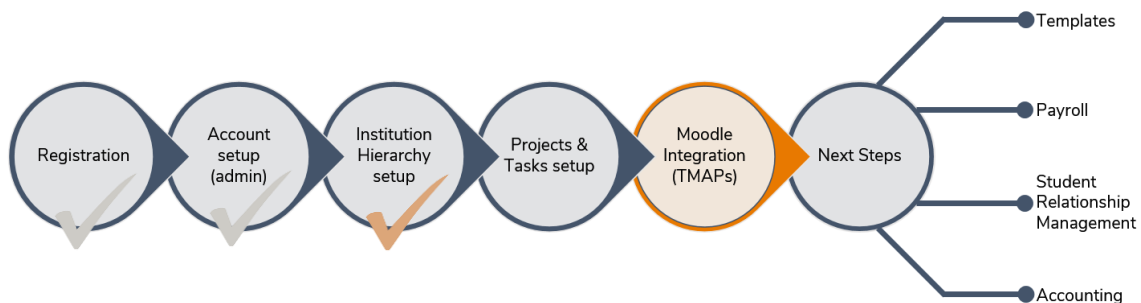 Registration
Account
setup
(admin)
Institution
Hierarchy
setup
Projects &
Tasks setup
Moodle
Integration
(TMAPs)
Next Steps
Templates
Payroll
Student
Relationship
Management
Accounting